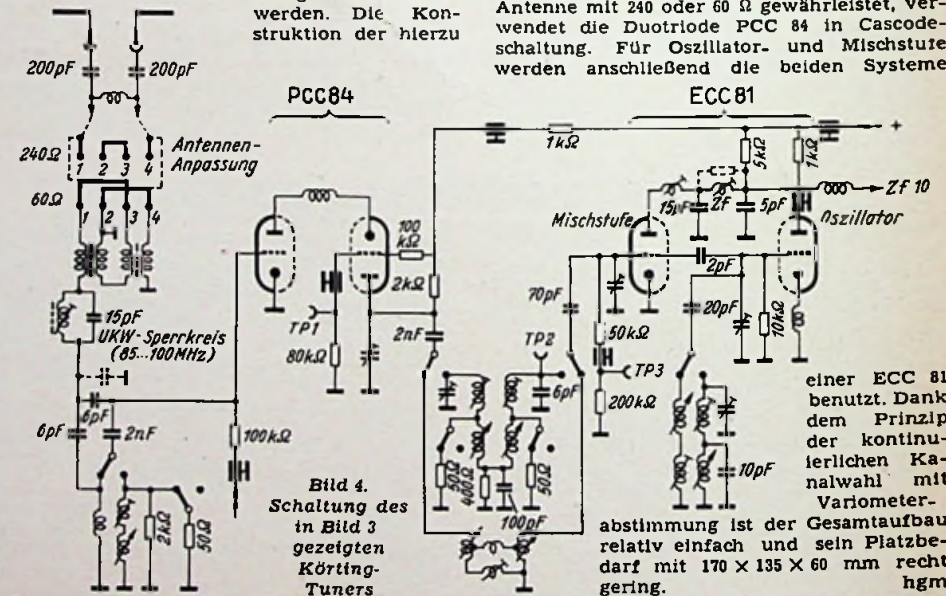 werden. Die Kon-
struktion der hierzu
Antenne mit 240 oder 60 Ω gewährleistet, ver-
wendet die Duotriode PCC 84 in Cascode-
schaltung. Für Oszillator- und Mischstufe
werden anschließend die beiden Systeme
200pF
200pF
PCC84
ECC81
1kΩ
5kΩ
1kΩ
+
240Ω
1 2 3 4
Antennen-
Anpassung
60Ω
1 2 3 4
15pF
Zf
5pF
Zf 10
Mischstufe
Oszillator
100
kΩ
2kΩ
2pF
70pF
20pF
10kΩ
15pF
UKW-Sperrkreis
(85...100MHz)
TP1
2nF
50kΩ
TP2
TP3
80kΩ
6pF
200kΩ
6pF
6pF
2nF
100kΩ
2kΩ
50Ω
50Ω
400Ω
50Ω
100pF
10pF
Bild 4.
Schaltung des
in Bild 3
gezeigten
Körting-
Tuners
einer ECC 81
benutzt. Dank
dem Prinzip
der kontinu-
ierlichen Ka-
nalwahl mit
Variometer-
abstimmung ist der Gesamtaufbau
relativ einfach und sein Platzbe-
darf mit 170 × 135 × 60 mm recht
gering. hgm